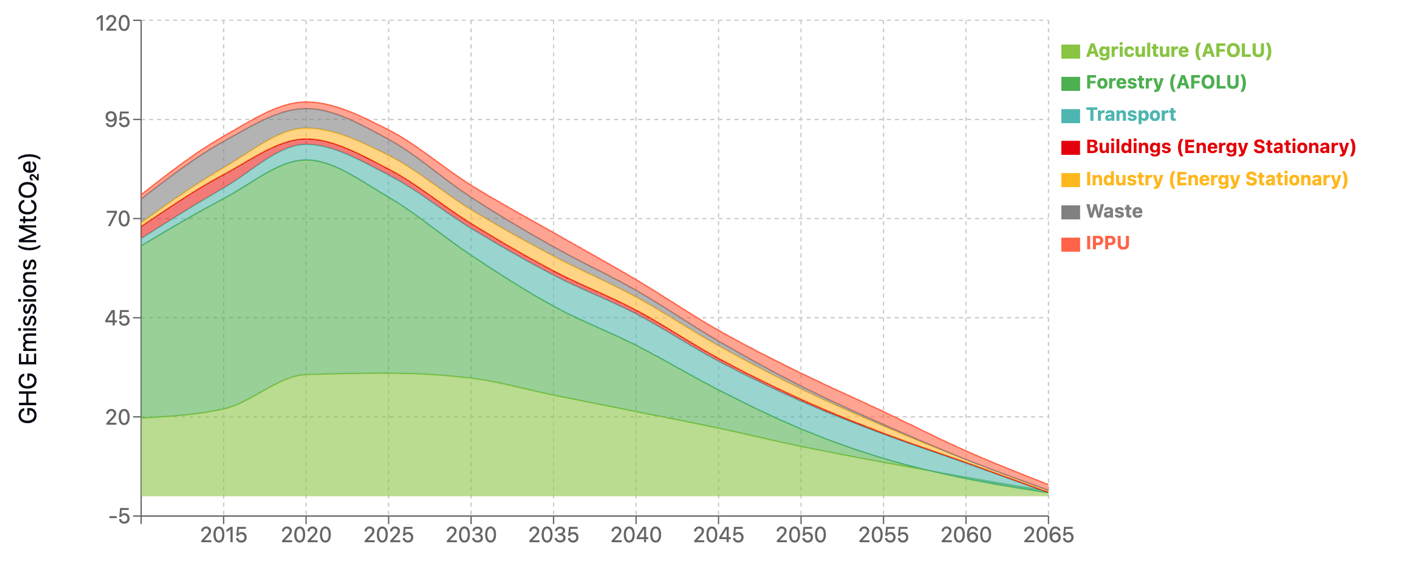 GHG Emissions (MtCO₂e)
120
95
70
45
20
-5
2015 2020 2025 2030 2035 2040 2045 2050 2055 2060 2065
Agriculture (AFOLU)
Forestry (AFOLU)
Transport
Buildings (Energy Stationary)
Industry (Energy Stationary)
Waste
IPPU